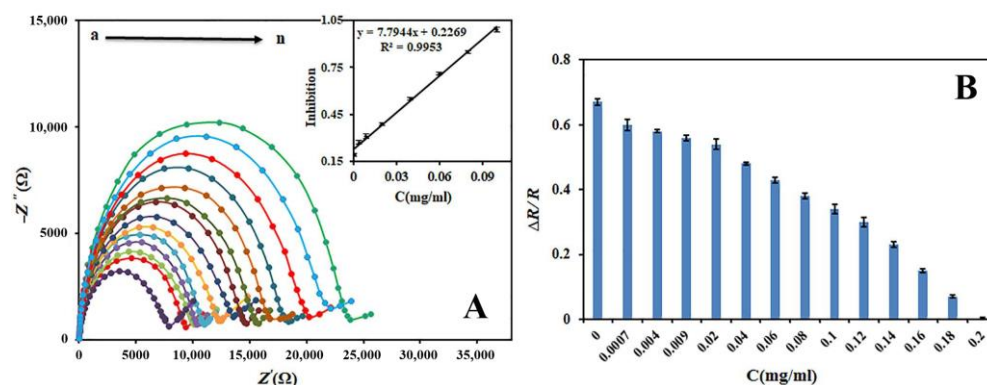 15,000
10,000
5000
0
−Z″(Ω)
a n
0 5000 10,000 15,000 20,000 25,000 30,000 35,000
Z′(Ω)
A
1.05
0.75
0.45
0.15
Inhibition
y = 7.7944x + 0.2269
R² = 0.9953
0.00 0.03 0.06 0.09
C(mg/ml)
B
0.8
0.6
0.4
0.2
0
ΔR/R
0 0.0007 0.004 0.009 0.02 0.04 0.06 0.08 0.1 0.12 0.14 0.16 0.18 0.2
C(mg/ml)